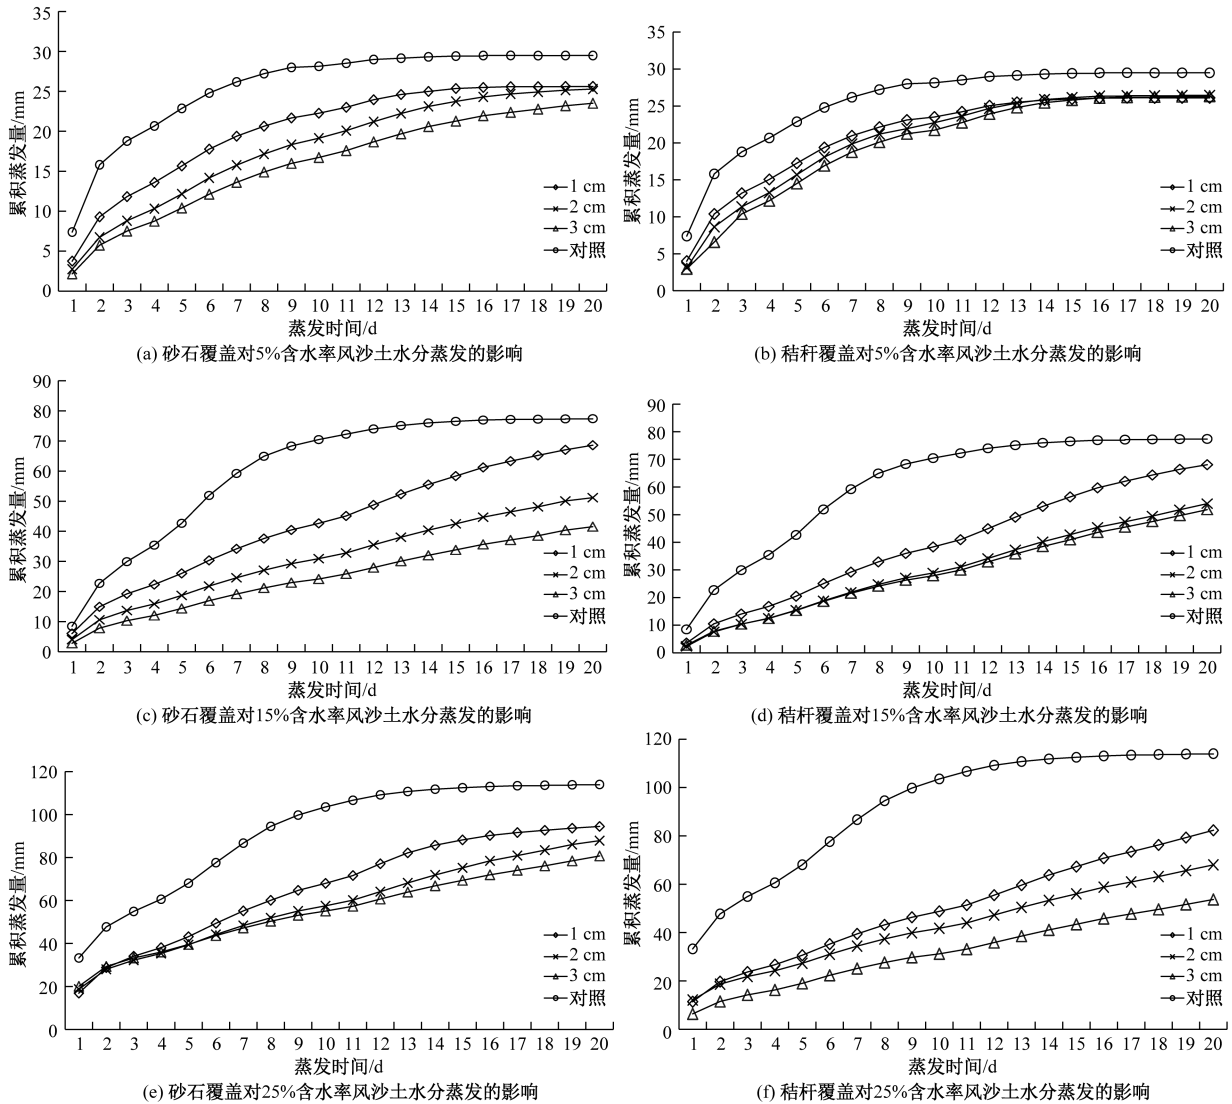 35
30
25
20
15
10
5
0
累积蒸发量/mm
1 cm
2 cm
3 cm
对照
1 2 3 4 5 6 7 8 9 10 11 12 13 14 15 16 17 18 19 20
蒸发时间/d
(a) 砂石覆盖对5%含水率风沙土水分蒸发的影响
35
30
25
20
15
10
5
0
累积蒸发量/mm
1 cm
2 cm
3 cm
对照
1 2 3 4 5 6 7 8 9 10 11 12 13 14 15 16 17 18 19 20
蒸发时间/d
(b) 秸秆覆盖对5%含水率风沙土水分蒸发的影响
90
80
70
60
50
40
30
20
10
0
累积蒸发量/mm
1 cm
2 cm
3 cm
对照
1 2 3 4 5 6 7 8 9 10 11 12 13 14 15 16 17 18 19 20
蒸发时间/d
(c) 砂石覆盖对15%含水率风沙土水分蒸发的影响
90
80
70
60
50
40
30
20
10
0
累积蒸发量/mm
1 cm
2 cm
3 cm
对照
1 2 3 4 5 6 7 8 9 10 11 12 13 14 15 16 17 18 19 20
蒸发时间/d
(d) 秸杆覆盖对15%含水率风沙土水分蒸发的影响
120
100
80
60
40
20
0
累积蒸发量/mm
1 cm
2 cm
3 cm
对照
1 2 3 4 5 6 7 8 9 10 11 12 13 14 15 16 17 18 19 20
蒸发时间/d
(e) 砂石覆盖对25%含水率风沙土水分蒸发的影响
120
100
80
60
40
20
0
累积蒸发量/mm
1 cm
2 cm
3 cm
对照
1 2 3 4 5 6 7 8 9 10 11 12 13 14 15 16 17 18 19 20
蒸发时间/d
(f) 秸杆覆盖对25%含水率风沙土水分蒸发的影响